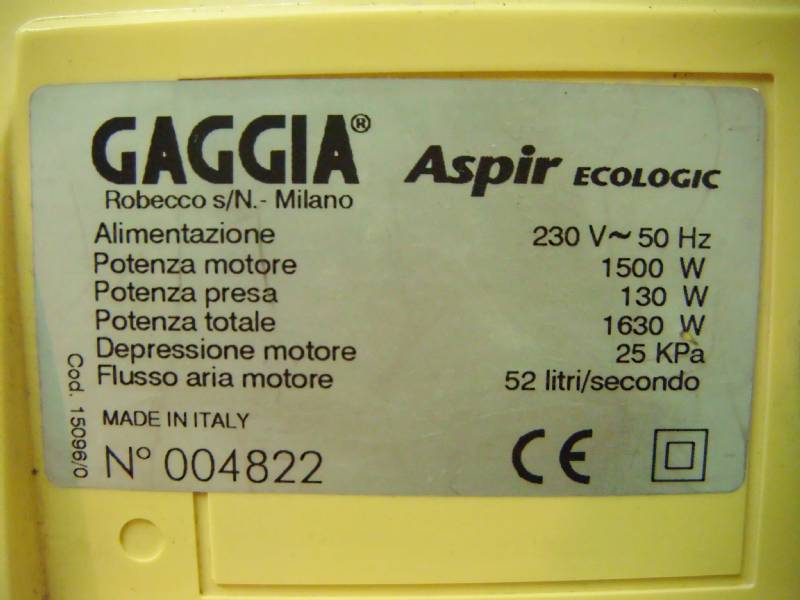 GAGGIA®
Aspir ECOLOGIC
Robecco s/N.- Milano
Alimentazione 230 V~ 50 Hz
Potenza motore 1500 W
Potenza presa 130 W
Potenza totale 1630 W
Depressione motore 25 KPa
Flusso aria motore 52 litri/secondo
Cod. 15096/0
MADE IN ITALY
N° 004822
CE